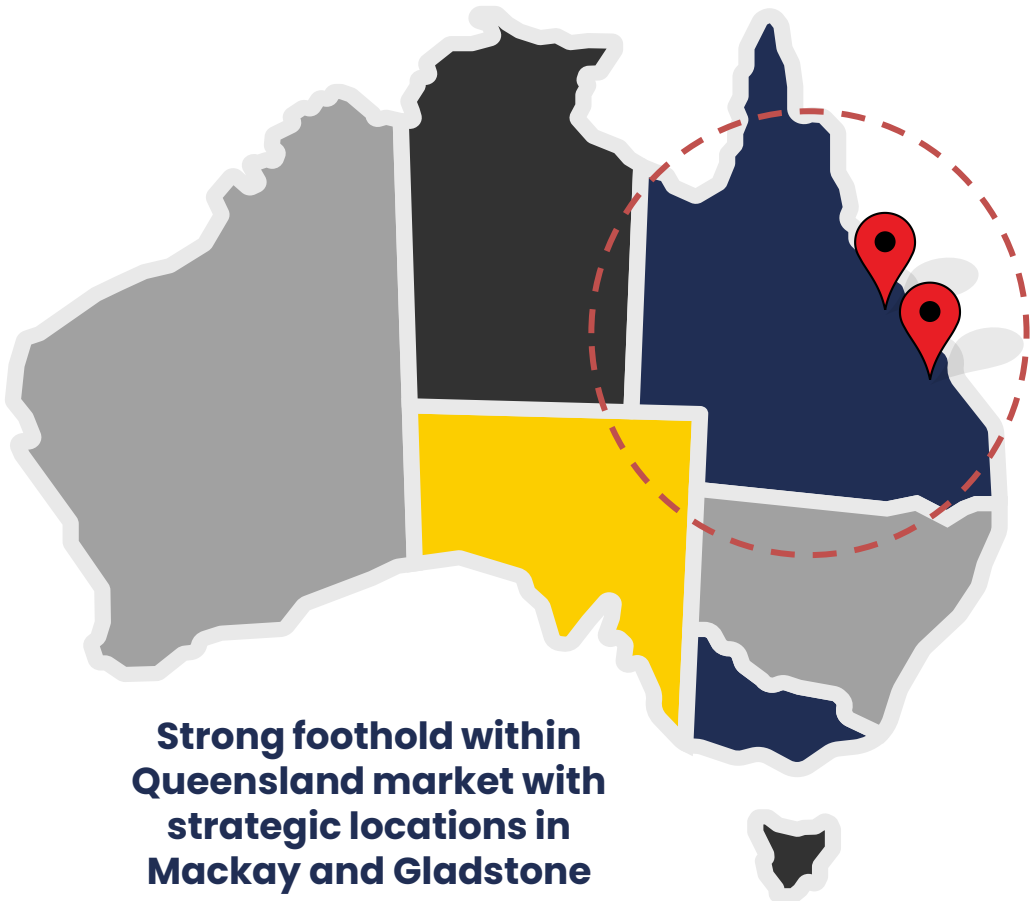 Strong foothold within
Queensland market with
strategic locations in
Mackay and Gladstone